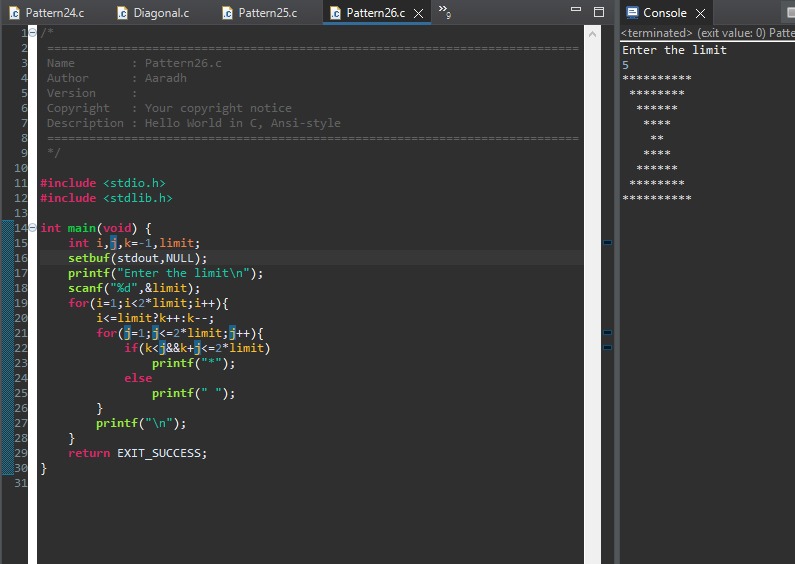 Pattern24.c Diagonal.c Pattern25.c Pattern26.c 9
1 /*
2 ============================================================================
3 Name : Pattern26.c
4 Author : Aaradh
5 Version :
6 Copyright : Your copyright notice
7 Description : Hello World in C, Ansi-style
8 ============================================================================
9 */
10
11 #include <stdio.h>
12 #include <stdlib.h>
13
14 int main(void) {
15 int i,j,k=-1,limit;
16 setbuf(stdout,NULL);
17 printf("Enter the limit\n");
18 scanf("%d",&limit);
19 for(i=1;i<2*limit;i++){
20 i<=limit?k++:k--;
21 for(j=1;j<=2*limit;j++){
22 if(k<j&&k+j<=2*limit)
23 printf("*");
24 else
25 printf(" ");
26 }
27 printf("\n");
28 }
29 return EXIT_SUCCESS;
30 }
31
Console
<terminated> (exit value: 0) Patte
Enter the limit
5
**********
 ********
  ******
   ****
    **
   ****
  ******
 ********
**********